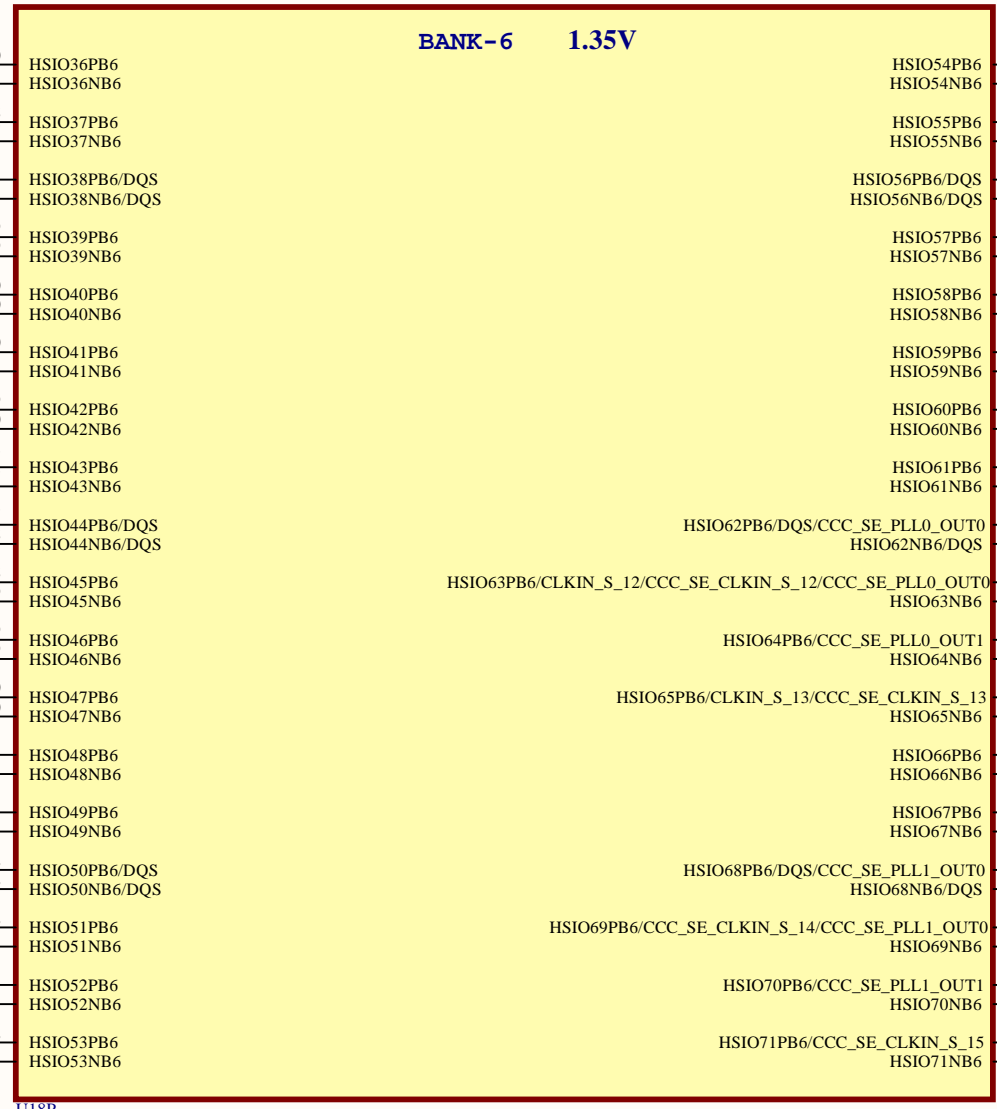 BANK-6 1.35V
HSIO36PB6 HSIO54PB6
HSIO36NB6 HSIO54NB6
HSIO37PB6 HSIO55PB6
HSIO37NB6 HSIO55NB6
HSIO38PB6/DQS HSIO56PB6/DQS
HSIO38NB6/DQS HSIO56NB6/DQS
HSIO39PB6 HSIO57PB6
HSIO39NB6 HSIO57NB6
HSIO40PB6 HSIO58PB6
HSIO40NB6 HSIO58NB6
HSIO41PB6 HSIO59PB6
HSIO41NB6 HSIO59NB6
HSIO42PB6 HSIO60PB6
HSIO42NB6 HSIO60NB6
HSIO43PB6 HSIO61PB6
HSIO43NB6 HSIO61NB6
HSIO44PB6/DQS HSIO62PB6/DQS/CCC_SE_PLL0_OUT0
HSIO44NB6/DQS HSIO62NB6/DQS
HSIO45PB6 HSIO63PB6/CLKIN_S_12/CCC_SE_CLKIN_S_12/CCC_SE_PLL0_OUT0
HSIO45NB6 HSIO63NB6
HSIO46PB6 HSIO64PB6/CCC_SE_PLL0_OUT1
HSIO46NB6 HSIO64NB6
HSIO47PB6 HSIO65PB6/CLKIN_S_13/CCC_SE_CLKIN_S_13
HSIO47NB6 HSIO65NB6
HSIO48PB6 HSIO66PB6
HSIO48NB6 HSIO66NB6
HSIO49PB6 HSIO67PB6
HSIO49NB6 HSIO67NB6
HSIO50PB6/DQS HSIO68PB6/DQS/CCC_SE_PLL1_OUT0
HSIO50NB6/DQS HSIO68NB6/DQS
HSIO51PB6 HSIO69PB6/CCC_SE_CLKIN_S_14/CCC_SE_PLL1_OUT0
HSIO51NB6 HSIO69NB6
HSIO52PB6 HSIO70PB6/CCC_SE_PLL1_OUT1
HSIO52NB6 HSIO70NB6
HSIO53PB6 HSIO71PB6/CCC_SE_CLKIN_S_15
HSIO53NB6 HSIO71NB6